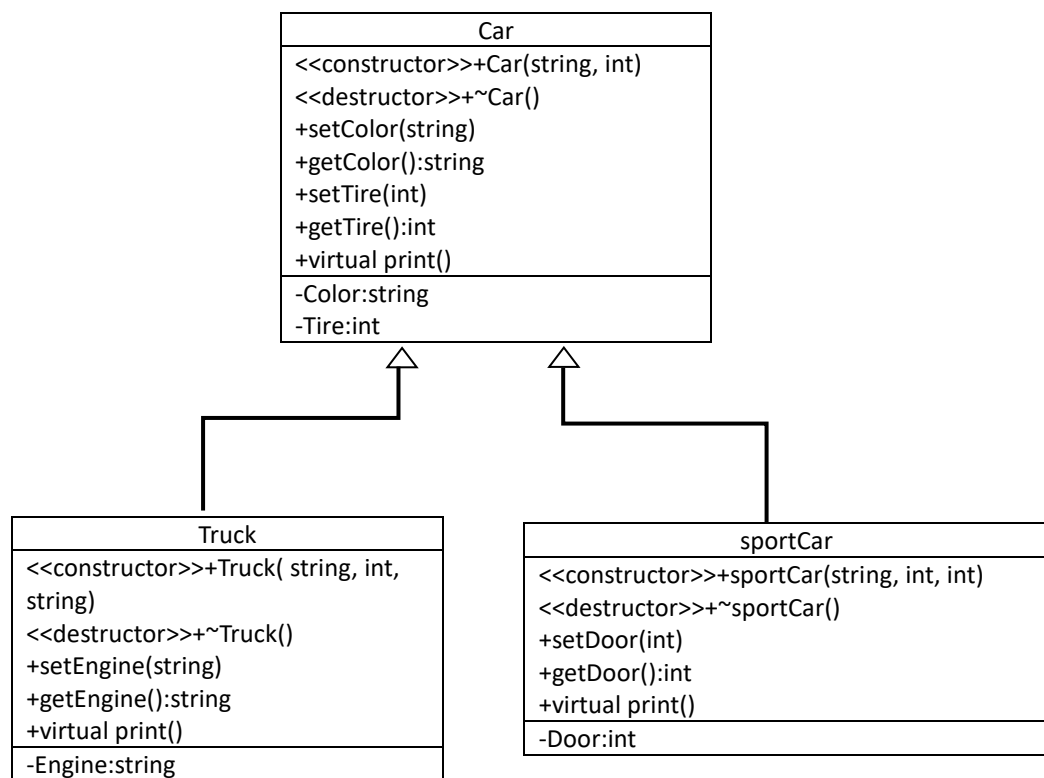 Car
<<constructor>>+Car(string, int)
<<destructor>>+~Car()
+setColor(string)
+getColor():string
+setTire(int)
+getTire():int
+virtual print()
-Color:string
-Tire:int
Truck
<<constructor>>+Truck( string, int,
string)
<<destructor>>+~Truck()
+setEngine(string)
+getEngine():string
+virtual print()
-Engine:string
sportCar
<<constructor>>+sportCar(string, int, int)
<<destructor>>+~sportCar()
+setDoor(int)
+getDoor():int
+virtual print()
-Door:int